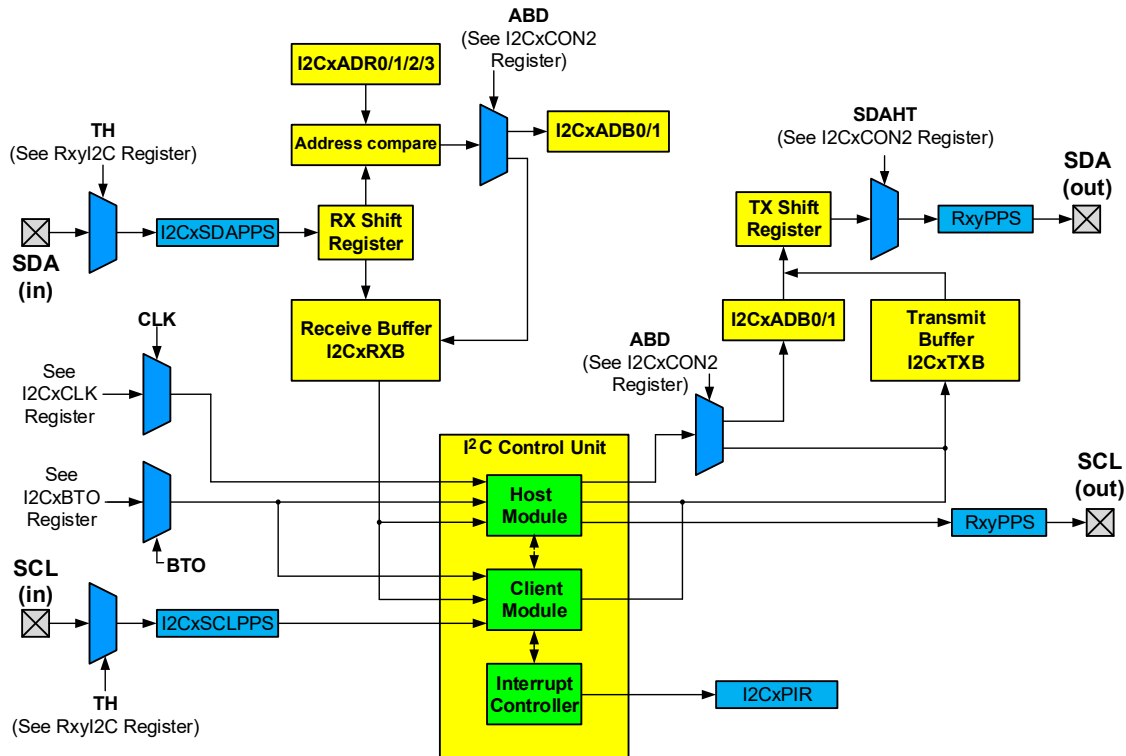 ABD
(See I2CxCON2
Register)
I2CxADR0/1/2/3
TH
(See RxyI2C Register)
Address compare
I2CxADB0/1
SDAHT
(See I2CxCON2 Register)
SDA
(out)
I2CxSDAPPS
RX Shift
Register
TX Shift
Register
RxyPPS
SDA
(in)
CLK
Receive Buffer
I2CxRXB
I2CxADB0/1
Transmit
Buffer
I2CxTXB
ABD
(See I2CxCON2
Register)
See
I2CxCLK
Register
I²C Control Unit
See
I2CxBTO
Register
Host
Module
SCL
(out)
RxyPPS
BTO
SCL
(in)
Client
Module
I2CxSCLPPS
Interrupt
Controller
I2CxPIR
TH
(See RxyI2C Register)